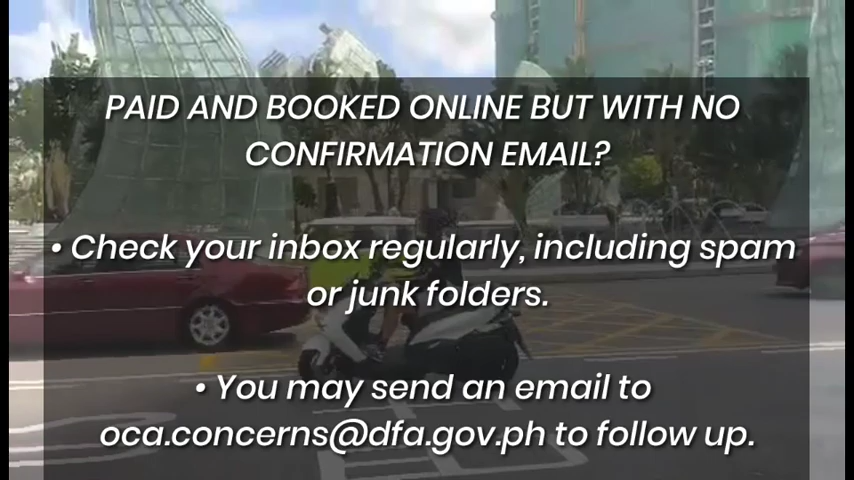 PAID AND BOOKED ONLINE BUT WITH NO
CONFIRMATION EMAIL?
• Check your inbox regularly, including spam
or junk folders.
• You may send an email to
oca.concerns@dfa.gov.ph to follow up.